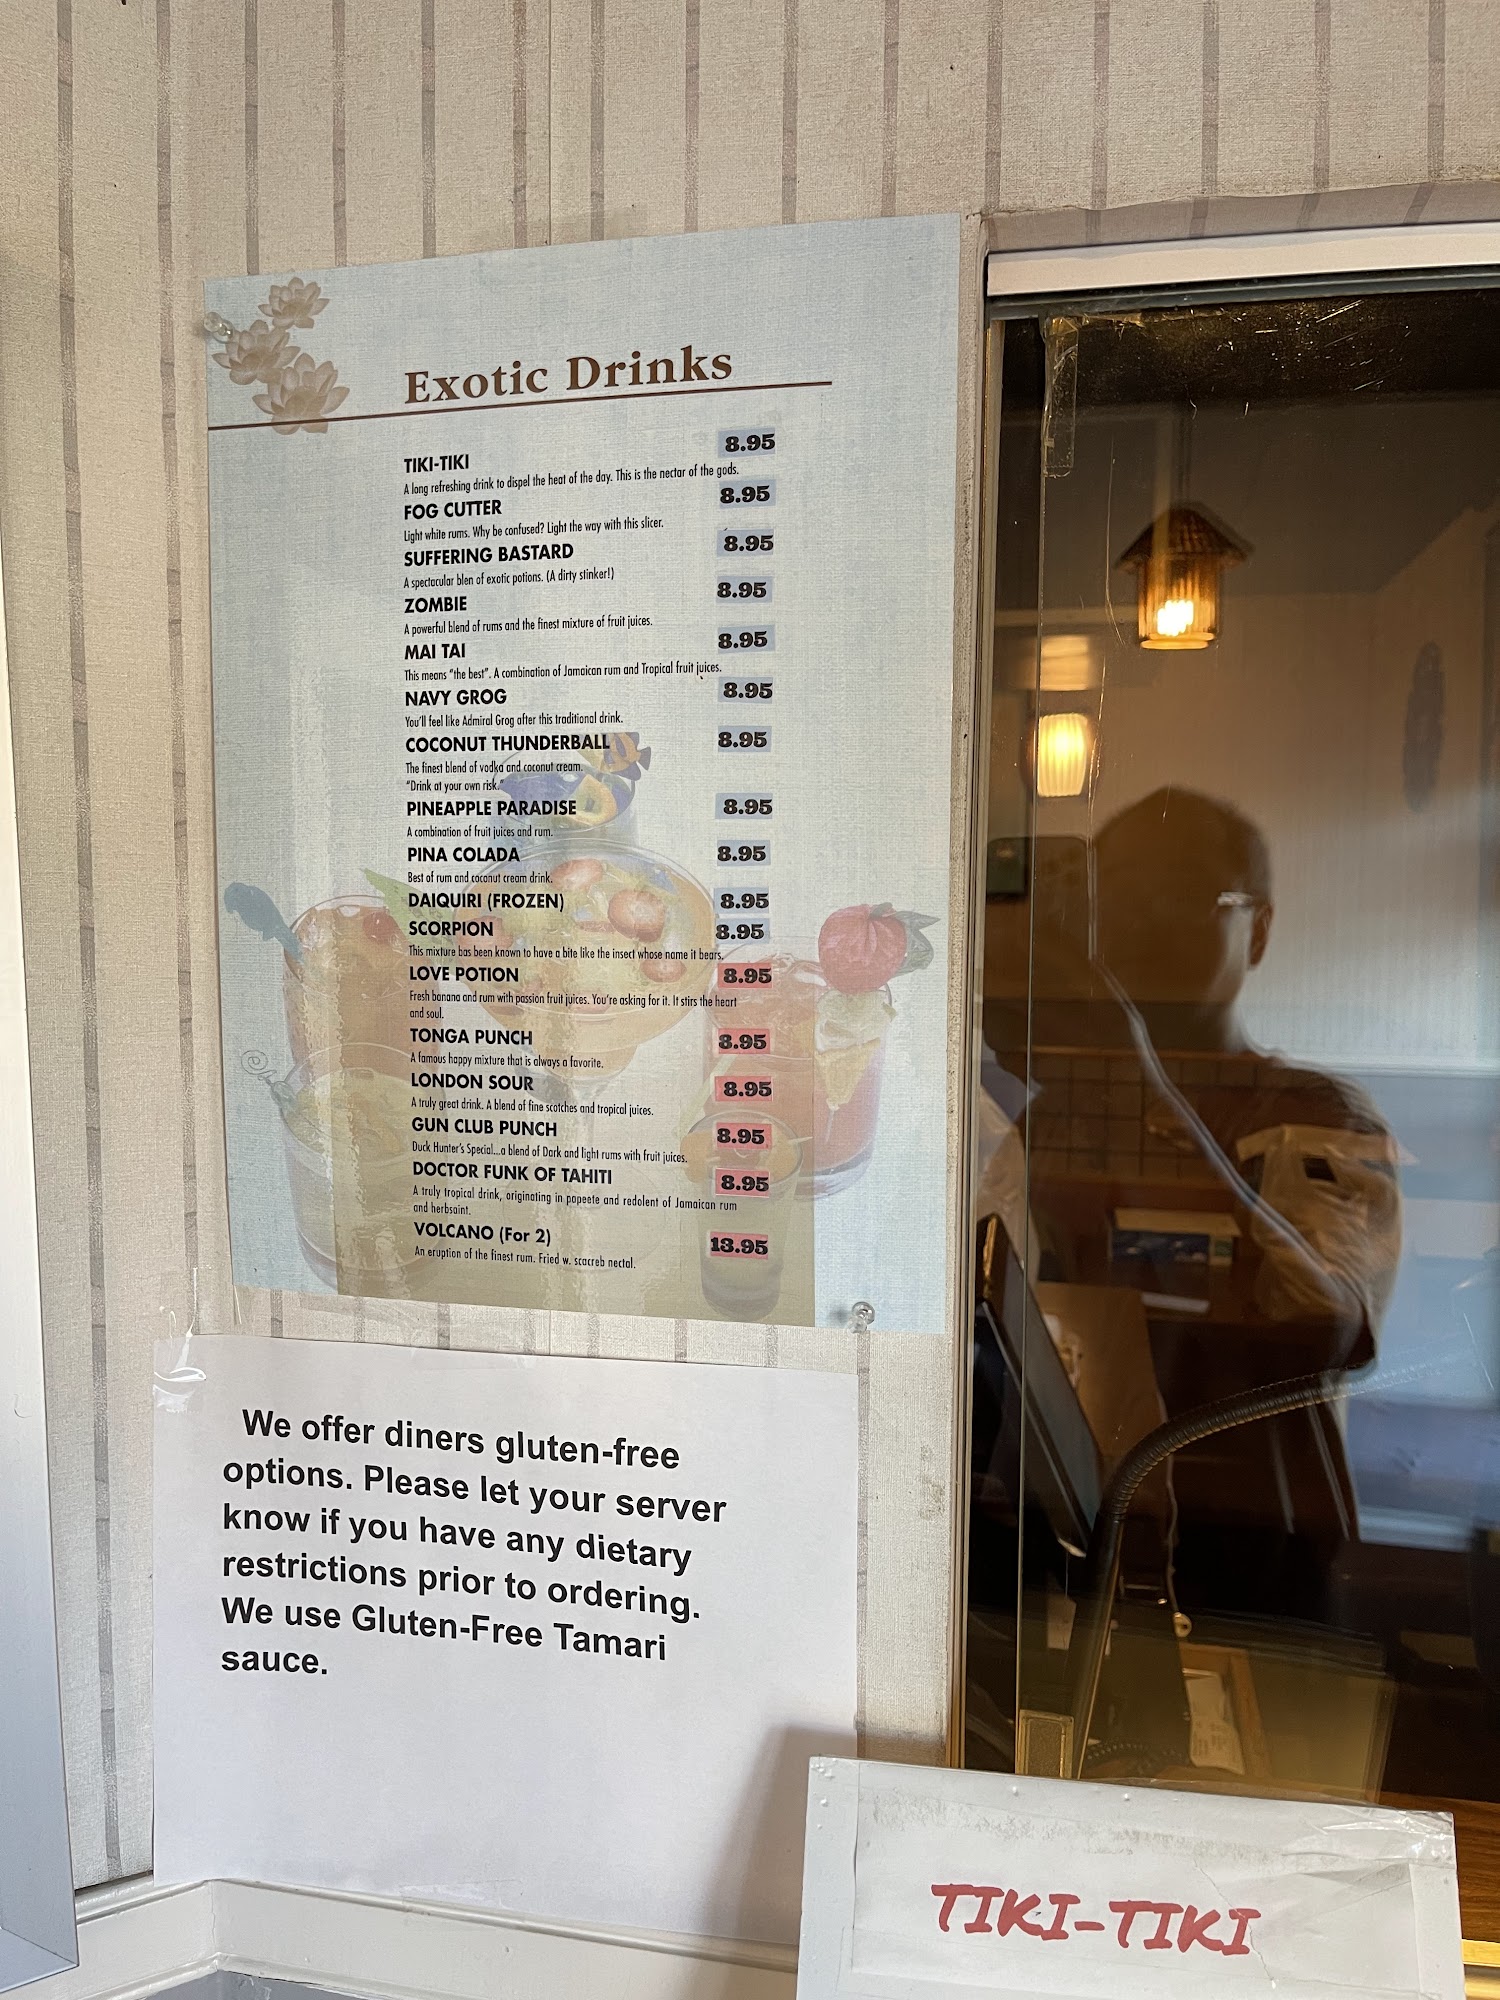 Exotic Drinks
TIKI-TIKI 8.95
A long refreshing drink to dispel the heat of the day. This is the nectar of the gods.
FOG CUTTER 8.95
Light white rums. Why be confused? Light the way with this slicer.
SUFFERING BASTARD 8.95
A spectacular blen of exotic potions. (A dirty stinker!)
ZOMBIE 8.95
A powerful blend of rums and the finest mixture of fruit juices.
MAI TAI 8.95
This means "the best". A combination of Jamaican rum and Tropical fruit juices.
NAVY GROG 8.95
You'll feel like Admiral Grog after this traditional drink.
COCONUT THUNDERBALL 8.95
The finest blend of vodka and coconut cream.
"Drink at your own risk."
PINEAPPLE PARADISE 8.95
A combination of fruit juices and rum.
PINA COLADA 8.95
Best of rum and coconut cream drink.
DAIQUIRI (FROZEN) 8.95
SCORPION 8.95
This mixture bas been known to have a bite like the insect whose name it bears.
LOVE POTION 8.95
Fresh banana and rum with passion fruit juices. You're asking for it. It stirs the heart
and soul.
TONGA PUNCH 8.95
A famous happy mixture that is always a favorite.
LONDON SOUR 8.95
A truly great drink. A blend of fine scotches and tropical juices.
GUN CLUB PUNCH 8.95
Duck Hunter's Special...a blend of Dark and light rums with fruit juices.
DOCTOR FUNK OF TAHITI 8.95
A truly tropical drink, originating in papeete and redolent of Jamaican rum
and herbsaint.
VOLCANO (For 2) 13.95
An eruption of the finest rum. Fried w. scacreb nectal.
We offer diners gluten-free
options. Please let your server
know if you have any dietary
restrictions prior to ordering.
We use Gluten-Free Tamari
sauce.
TIKI-TIKI